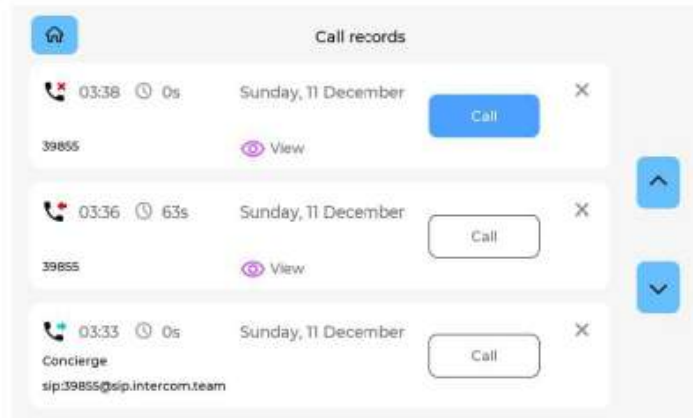 Call records
03:38 0s Sunday, 11 December
Call
39855 View
03:36 63s Sunday, 11 December
Call
39855 View
03:33 0s Sunday, 11 December
Concierge
Call
sip:39855@sip.intercom.team